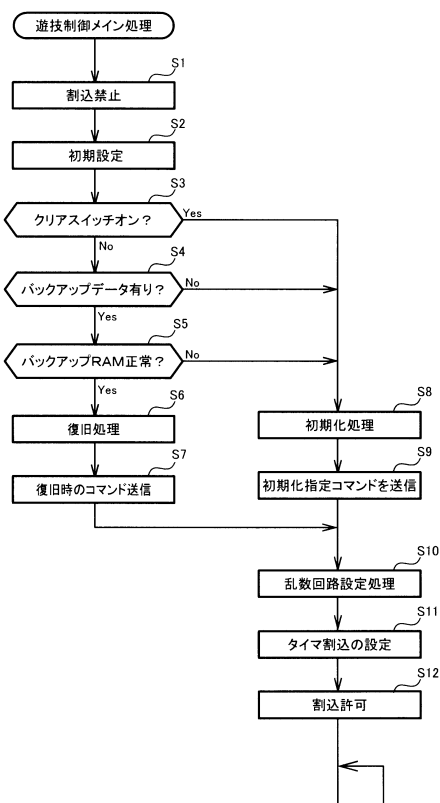 遊技制御メイン処理
S1
割込禁止
S2
初期設定
S3
クリアスイッチオン？
Yes
No
S4
バックアップデータ有り？
No
Yes
S5
バックアップRAM正常？
No
Yes
S6
復旧処理
S7
復旧時のコマンド送信
S8
初期化処理
S9
初期化指定コマンドを送信
S10
乱数回路設定処理
S11
タイマ割込の設定
S12
割込許可